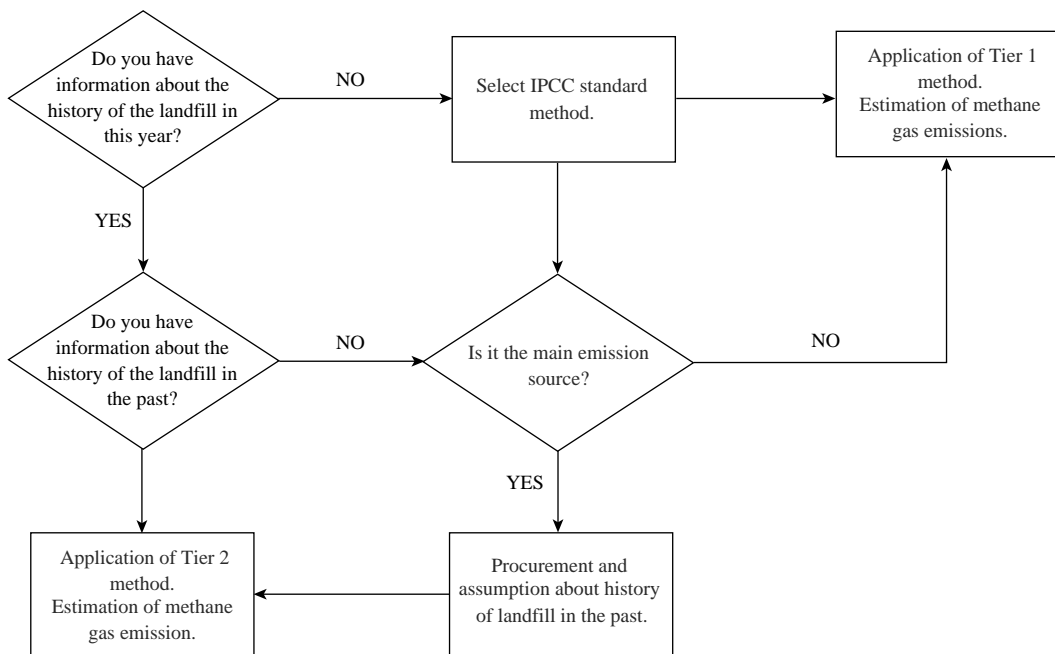 Do you have
information about the
history of the landfill in
this year?
NO
Select IPCC standard
method.
Application of Tier 1
method.
Estimation of methane
gas emissions.
YES
Do you have
information about the
history of the landfill in
the past?
NO
Is it the main emission
source?
NO
YES
Application of Tier 2
method.
Estimation of methane
gas emission.
Procurement and
assumption about history
of landfill in the past.